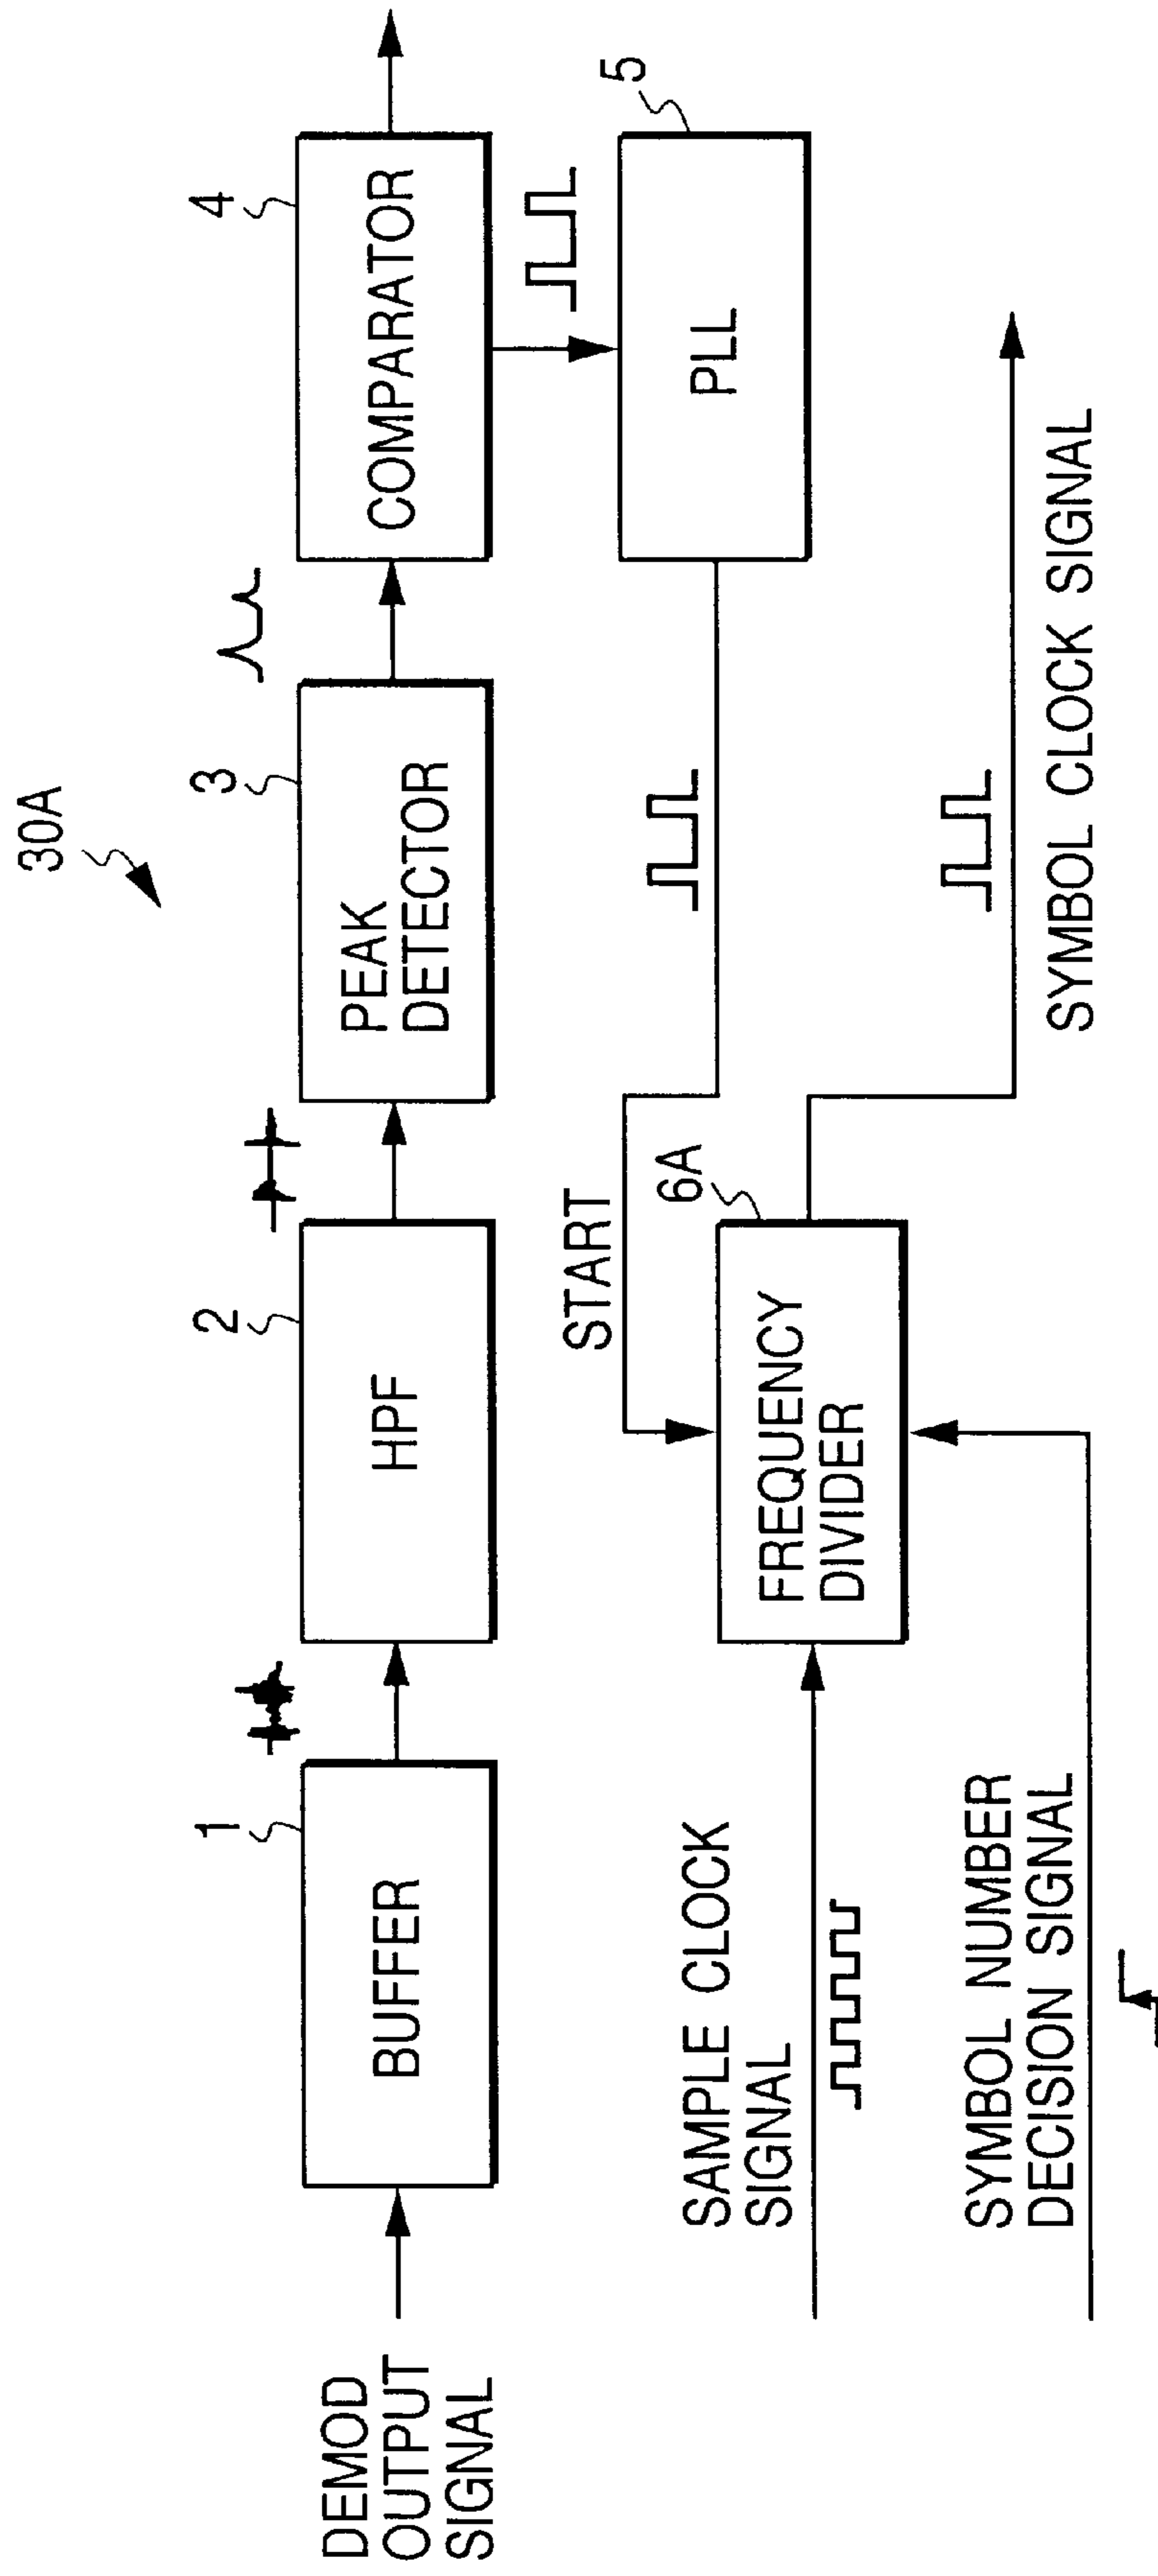 30A
1
2
3
4
DEMOD
OUTPUT
SIGNAL
BUFFER
HPF
PEAK
DETECTOR
COMPARATOR
5
START
PLL
6A
SAMPLE CLOCK
SIGNAL
FREQUENCY
DIVIDER
SYMBOL NUMBER
DECISION SIGNAL
SYMBOL CLOCK SIGNAL